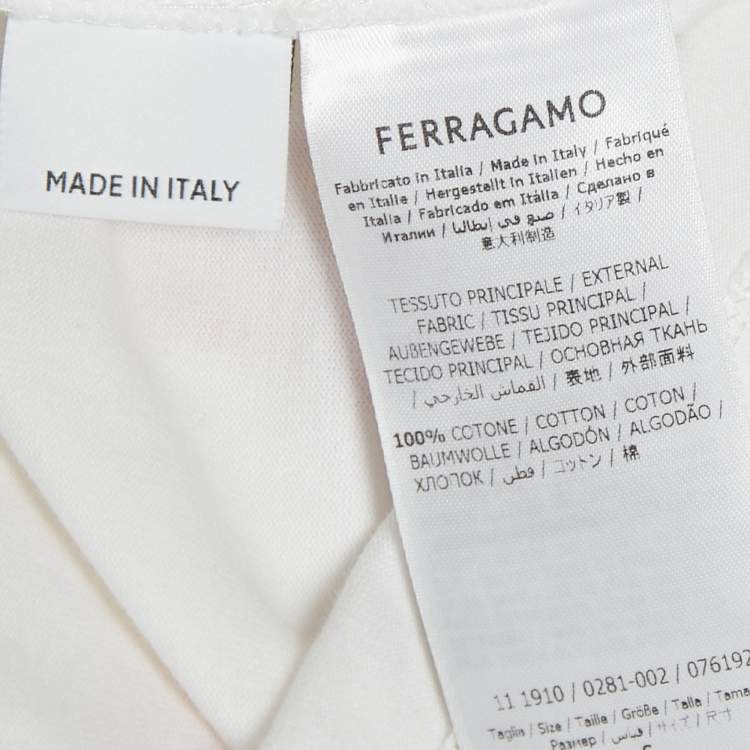 MADE IN ITALY
FERRAGAMO
Fabbricato in Italia / Made in Italy / Fabriqué
en Italie / Hergestellt in Italien / Hecho en
Italia / Fabricado em Itália / Сделано в
Италии / صنع في إيطاليا / イタリア製 /
意大利制造
TESSUTO PRINCIPALE / EXTERNAL
FABRIC / TISSU PRINCIPAL /
AUßENGEWEBE / TEJIDO PRINCIPAL /
TECIDO PRINCIPAL / ОСНОВНАЯ ТКАНЬ
/ القماش الخارجي / 表地 / 外部面料
100% COTONE / COTTON / COTON /
BAUMWOLLE / ALGODÓN / ALGODÃO /
ХЛОПОК / قطن / コットン / 棉
11 1910 / 0281-002 / 076192
Taglia / Size / Taille / Größe / Talla / Tama
Размер / قياس / サイズ / 尺寸